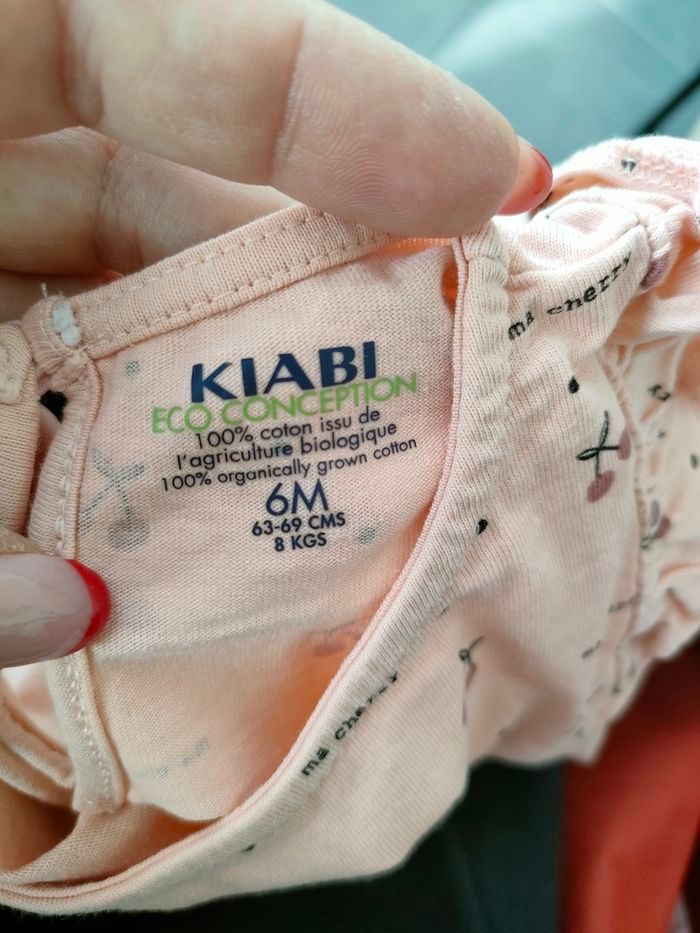 KIABI
ECO CONCEPTION
100% coton issu de
l'agriculture biologique
100% organically grown cotton
6M
63-69 CMS
8 KGS
ma cherry
ma cherry